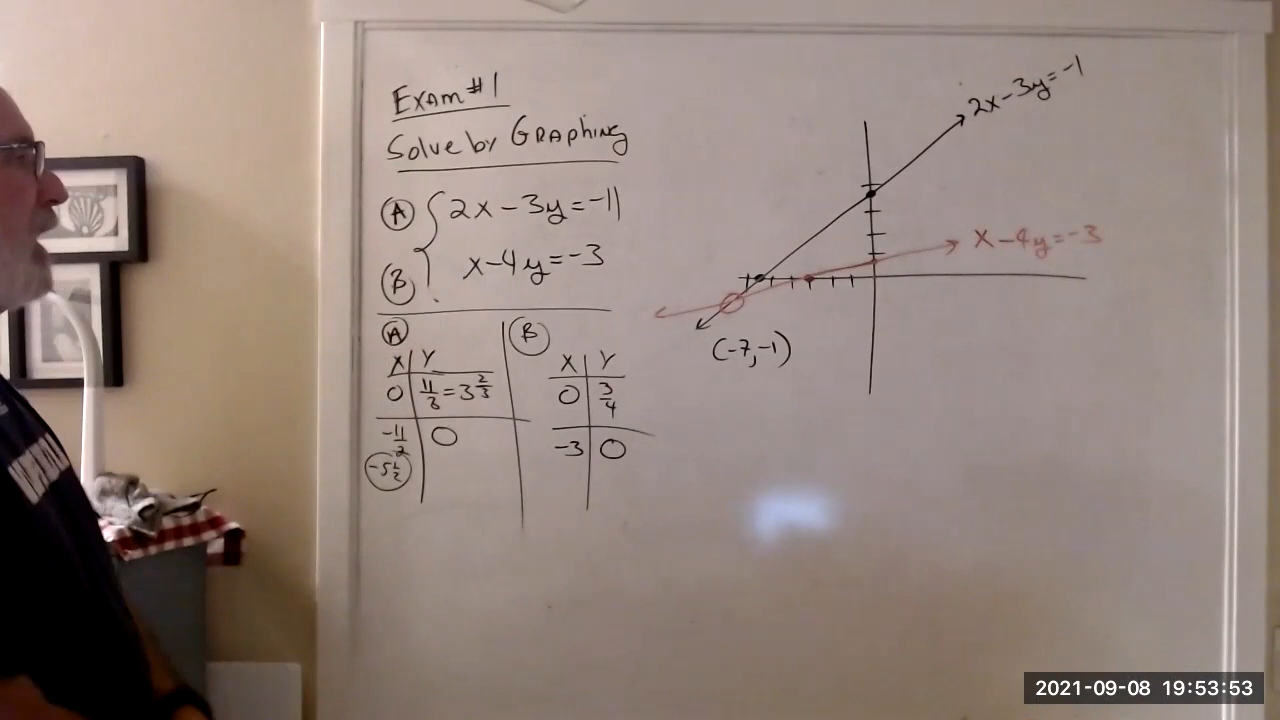 Exam #1
Solve by Graphing
A 2x-3y=-11
B x-4y=-3
A
X Y
0 11/3=3 2/3
-11/2 0
-5 1/2
B
X Y
0 3/4
-3 0
2x-3y=-1
x-4y=-3
(-7,-1)
2021-09-08 19:53:53